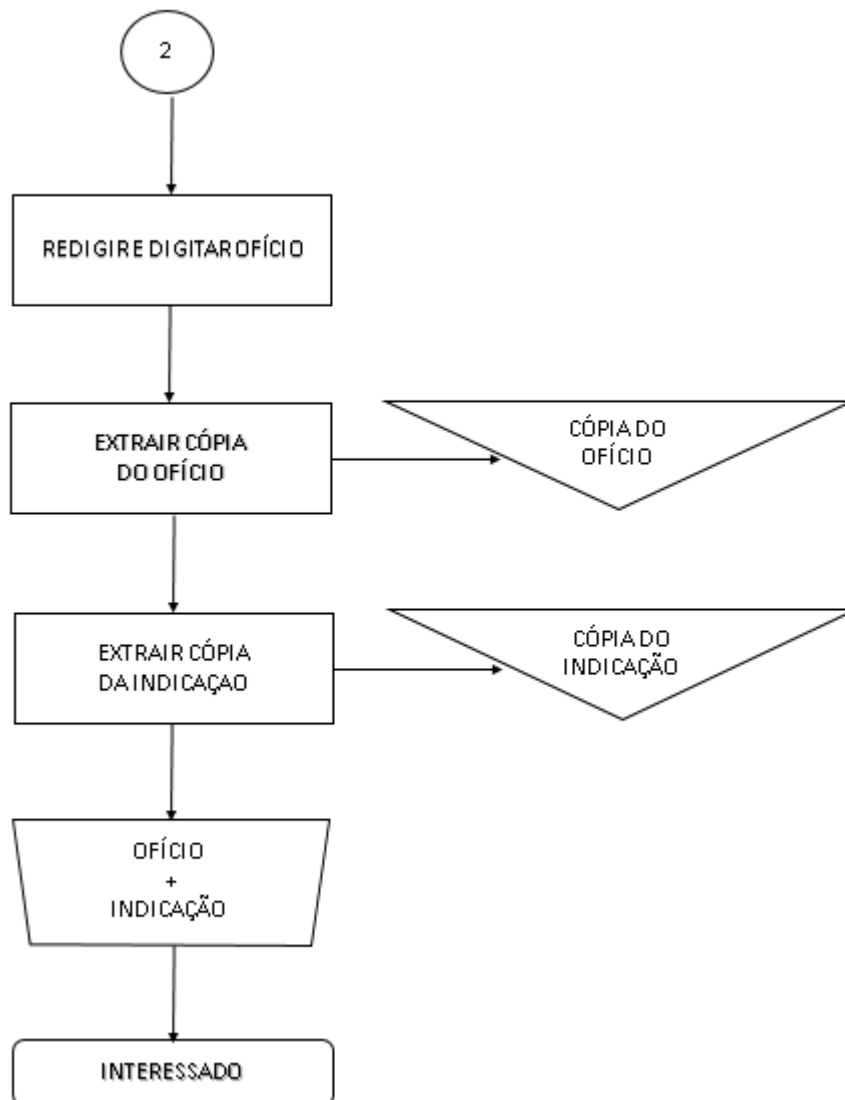 2
REDIGIR E DIGITAR OFÍCIO
EXTRAIR CÓPIA
DO OFÍCIO
CÓPIA DO
OFÍCIO
EXTRAIR CÓPIA
DA INDICAÇAO
CÓPIA DO
INDICAÇÃO
OFÍCIO
+
INDICAÇÃO
INTERESSADO